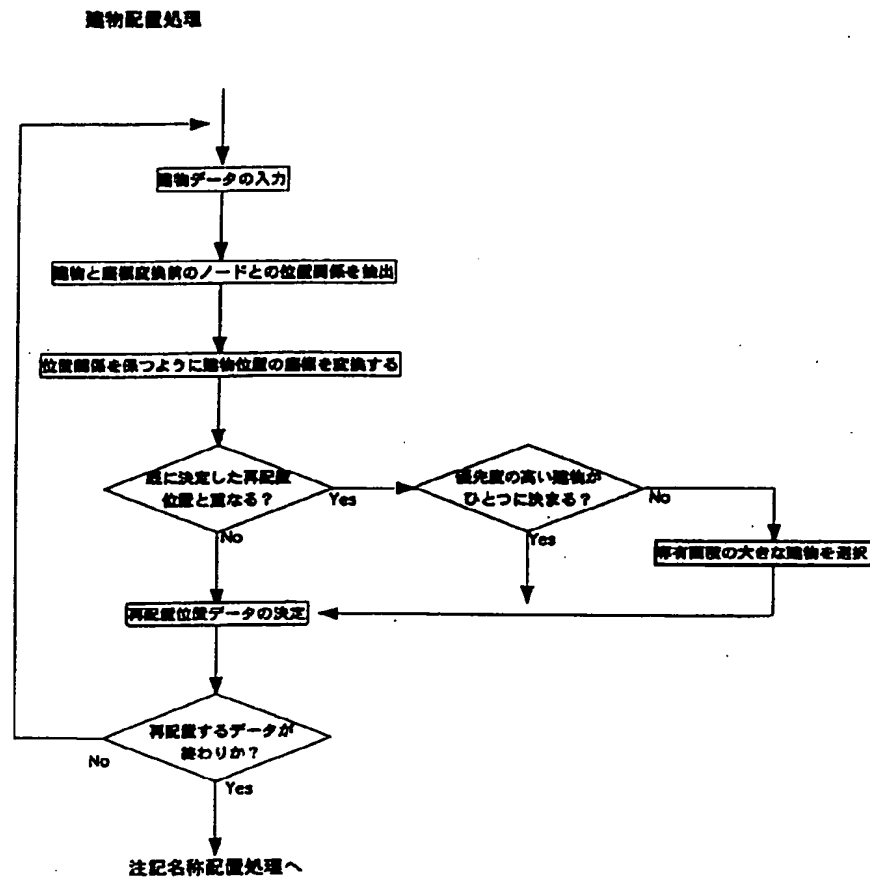 建物配置処理
建物データの入力
建物と座標変換前のノードとの位置関係を抽出
位置関係を保つように建物位置の座標を変換する
既に決定した再配置
位置と重なる？
Yes
No
優先度の高い建物が
ひとつに決まる？
No
Yes
専有面積の大きな建物を選択
再配置位置データの決定
再配置するデータが
終わりか？
No
Yes
注記名称配置処理へ